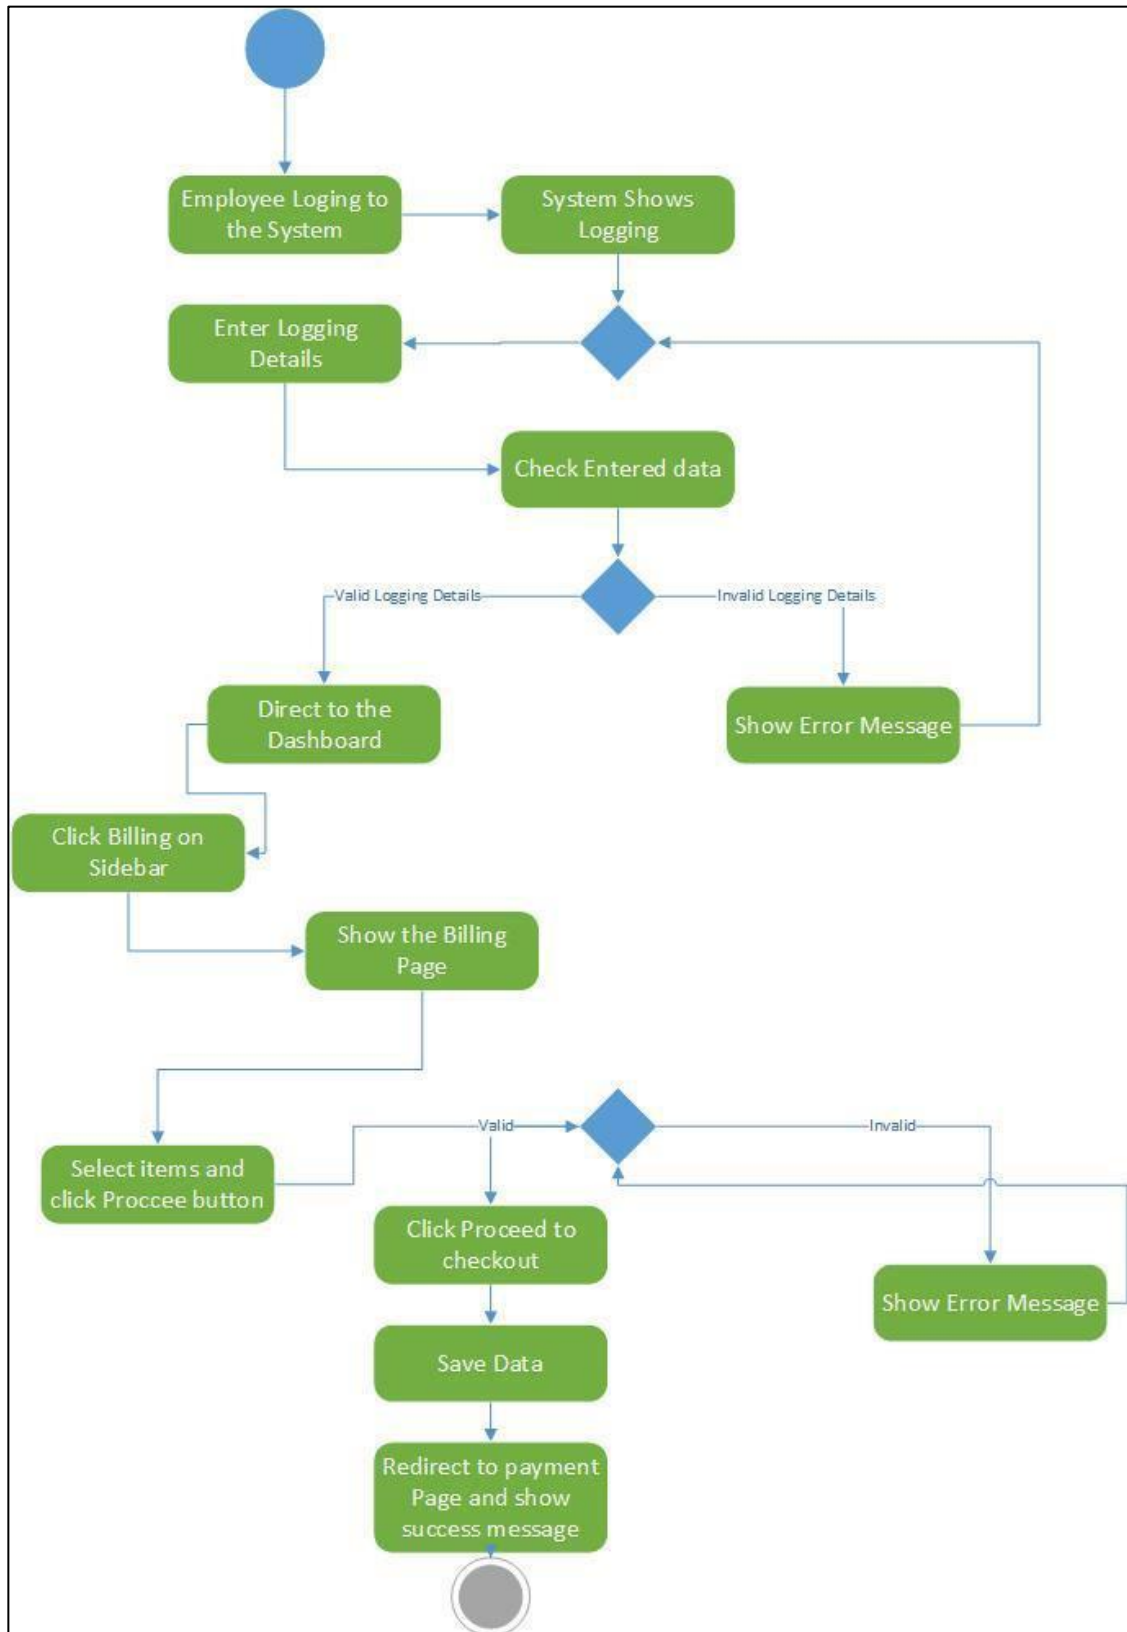 Employee Loging to
the System
System Shows
Logging
Enter Logging
Details
Check Entered data
Valid Logging Details
Invalid Logging Details
Direct to the
Dashboard
Show Error Message
Click Billing on
Sidebar
Show the Billing
Page
Valid
Invalid
Select items and
click Proccee button
Click Proceed to
checkout
Show Error Message
Save Data
Redirect to payment
Page and show
success message